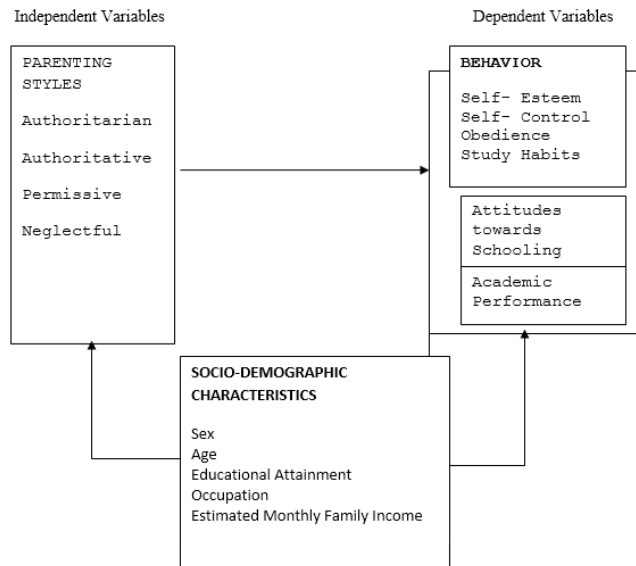 Independent Variables
Dependent Variables
PARENTING
STYLES
Authoritarian
Authoritative
Permissive
Neglectful
BEHAVIOR
Self- Esteem
Self- Control
Obedience
Study Habits
Attitudes
towards
Schooling
Academic
Performance
SOCIO-DEMOGRAPHIC
CHARACTERISTICS
Sex
Age
Educational Attainment
Occupation
Estimated Monthly Family Income